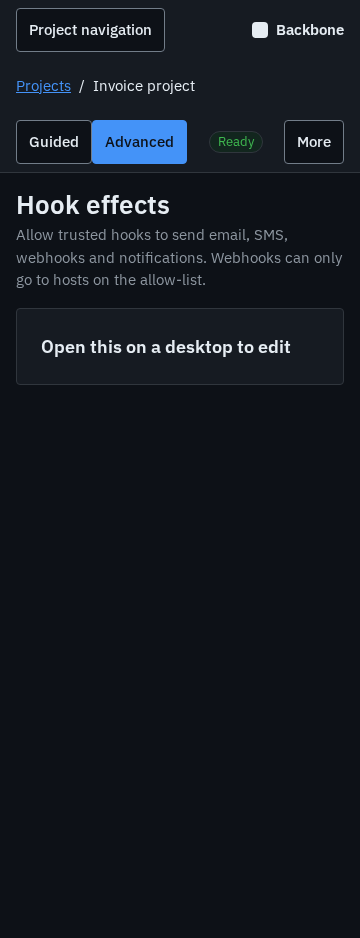 Project navigation
Backbone
Projects / Invoice project
Guided
Advanced
Ready
More
Hook effects
Allow trusted hooks to send email, SMS,
webhooks and notifications. Webhooks can only
go to hosts on the allow-list.
Open this on a desktop to edit